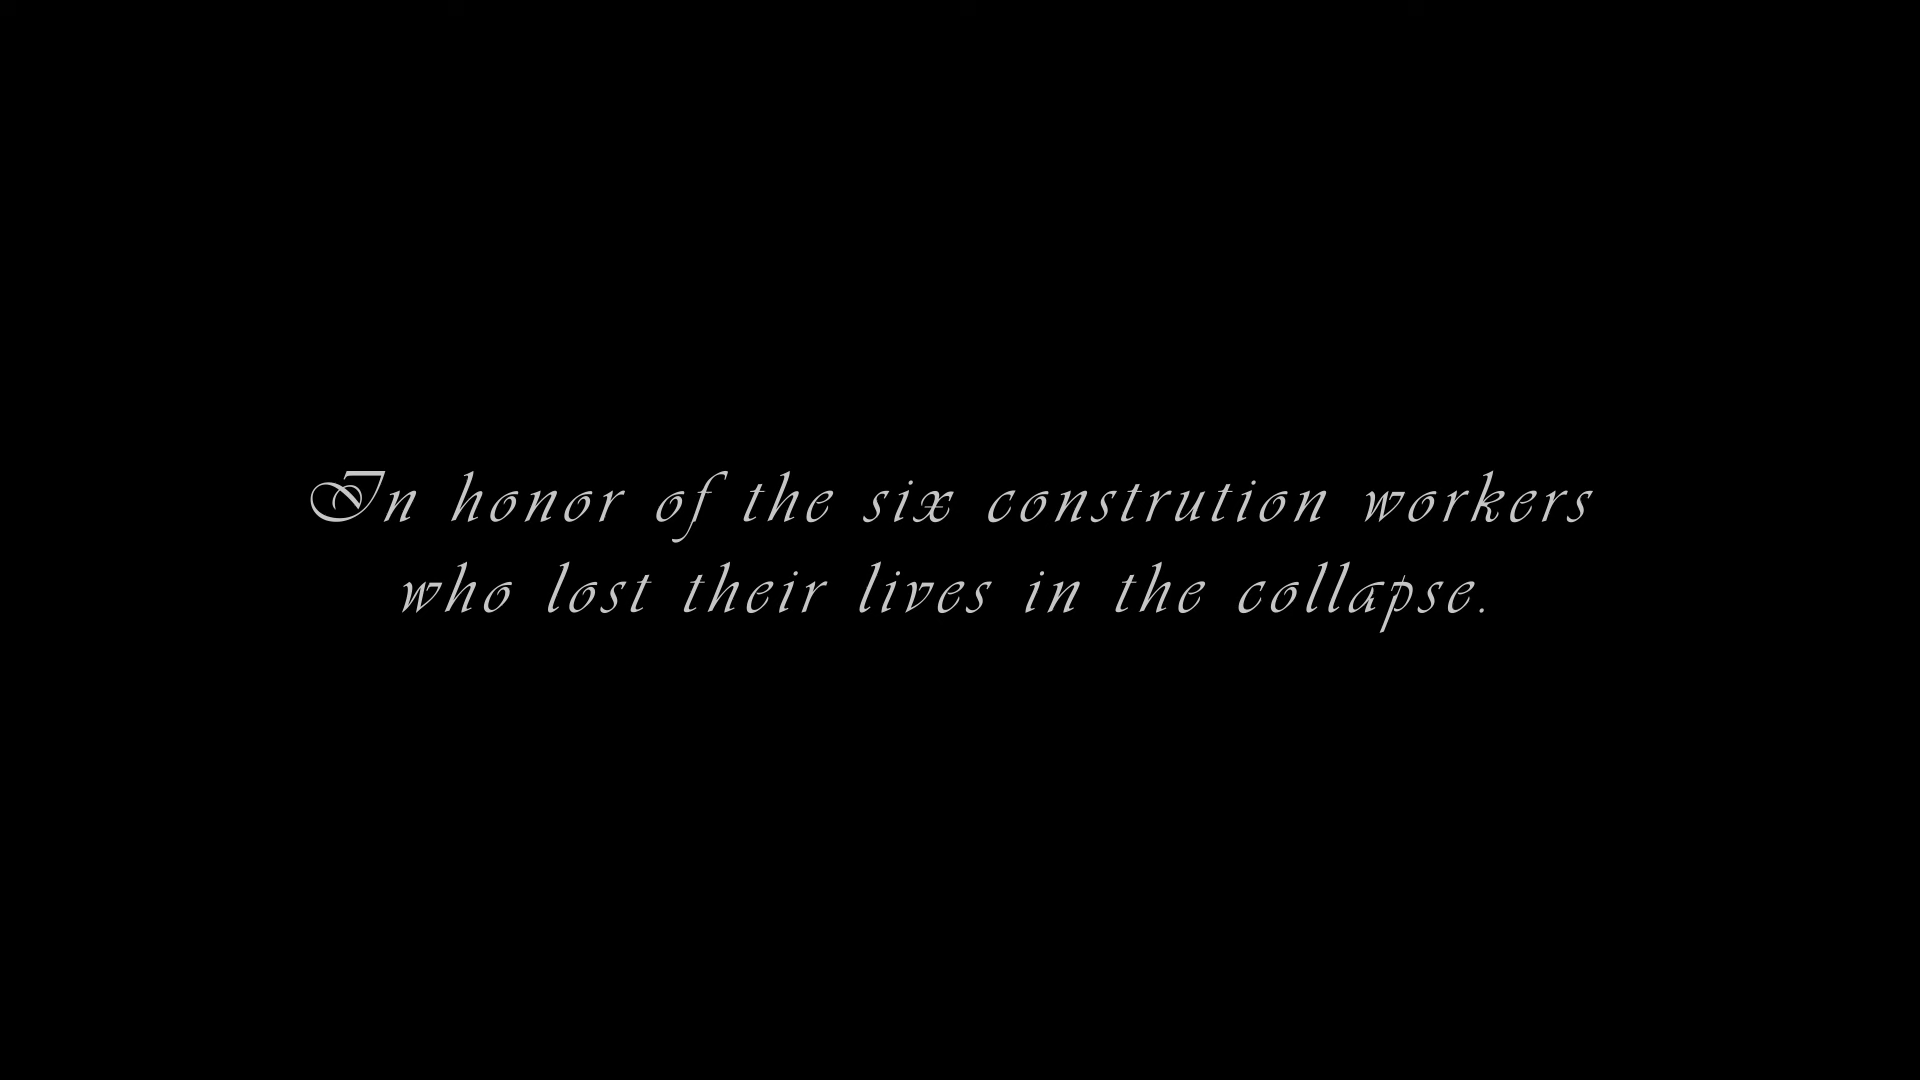 In honor of the six constrution workers
who lost their lives in the collapse.